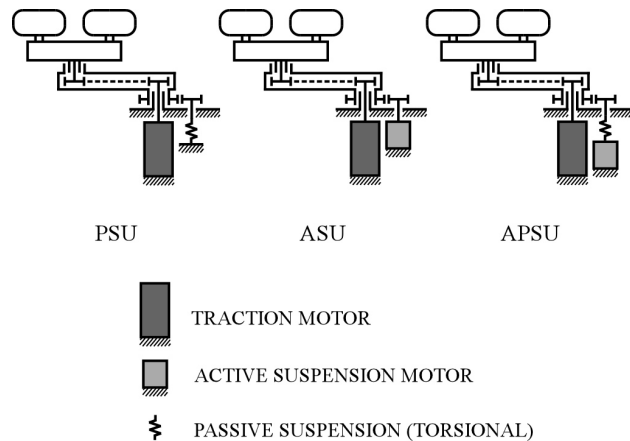 PSU
ASU
APSU
TRACTION MOTOR
ACTIVE SUSPENSION MOTOR
PASSIVE SUSPENSION (TORSIONAL)